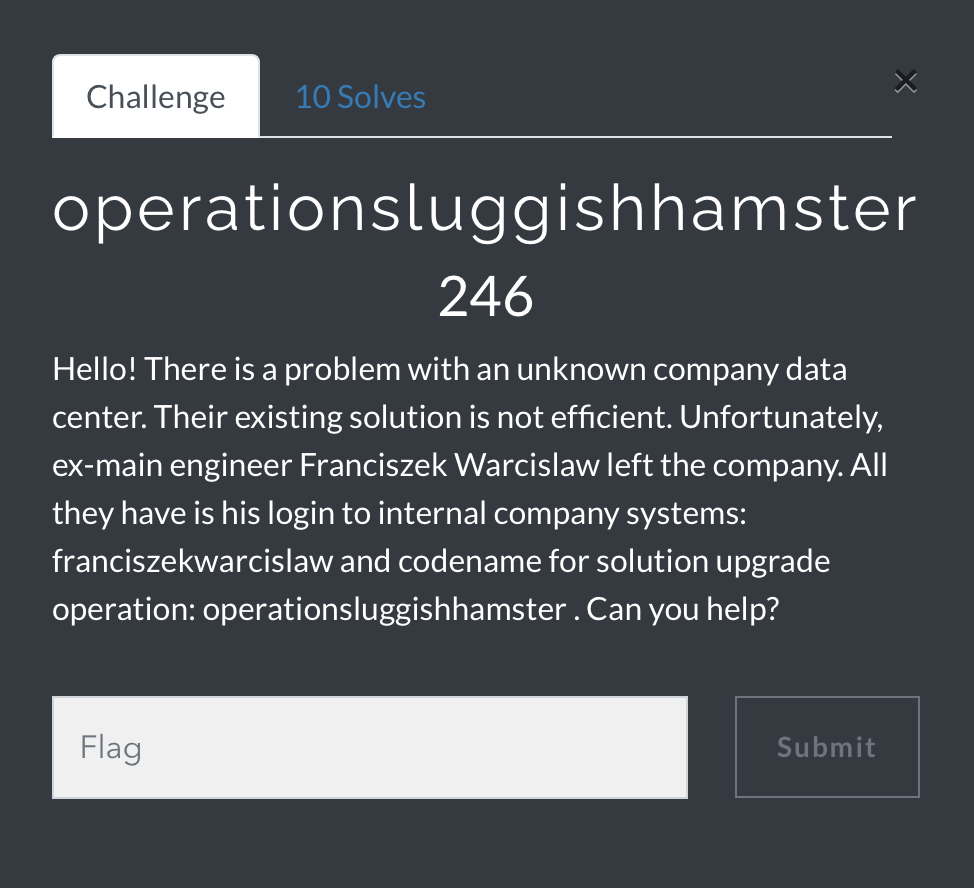 Challenge
10 Solves
×
operationsluggishhamster
246
Hello! There is a problem with an unknown company data
center. Their existing solution is not efficient. Unfortunately,
ex-main engineer Franciszek Warcislaw left the company. All
they have is his login to internal company systems:
franciszekwarcislaw and codename for solution upgrade
operation: operationsluggishhamster . Can you help?
Flag
Submit